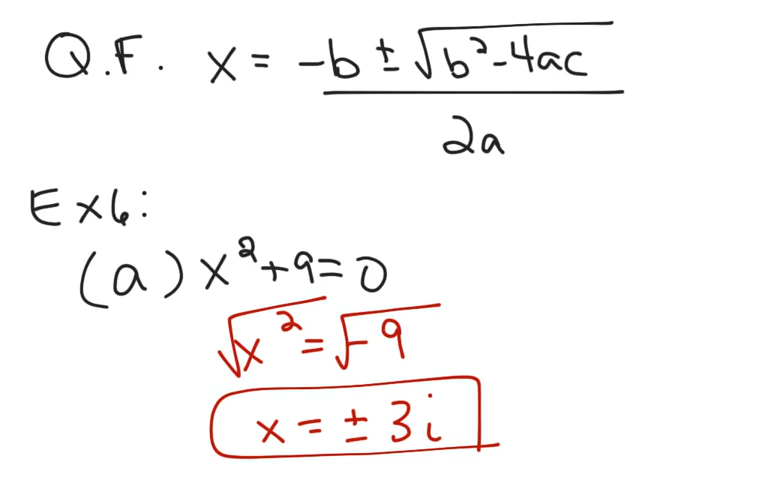 Q.F. x = -b ± √b²-4ac
2a
Ex6:
(a) x²+9=0
√x² = √-9
x = ± 3i